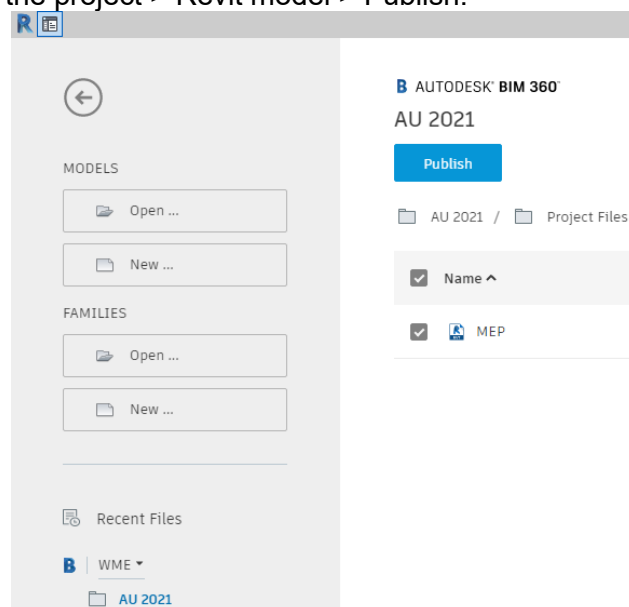 the project > Revit model > Publish.
B AUTODESK® BIM 360™
AU 2021
Publish
AU 2021 / Project Files
Name
MEP
MODELS
Open ...
New ...
FAMILIES
Open ...
New ...
Recent Files
B | WME
AU 2021